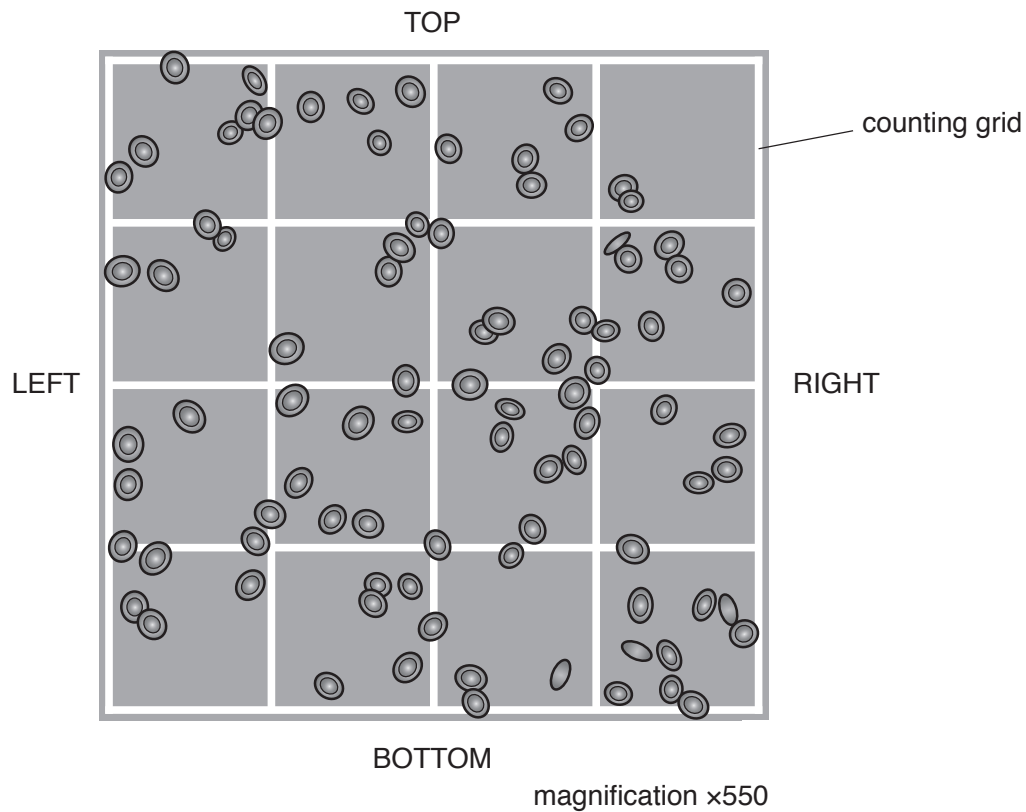 TOP
counting grid
LEFT
RIGHT
BOTTOM
magnification ×550